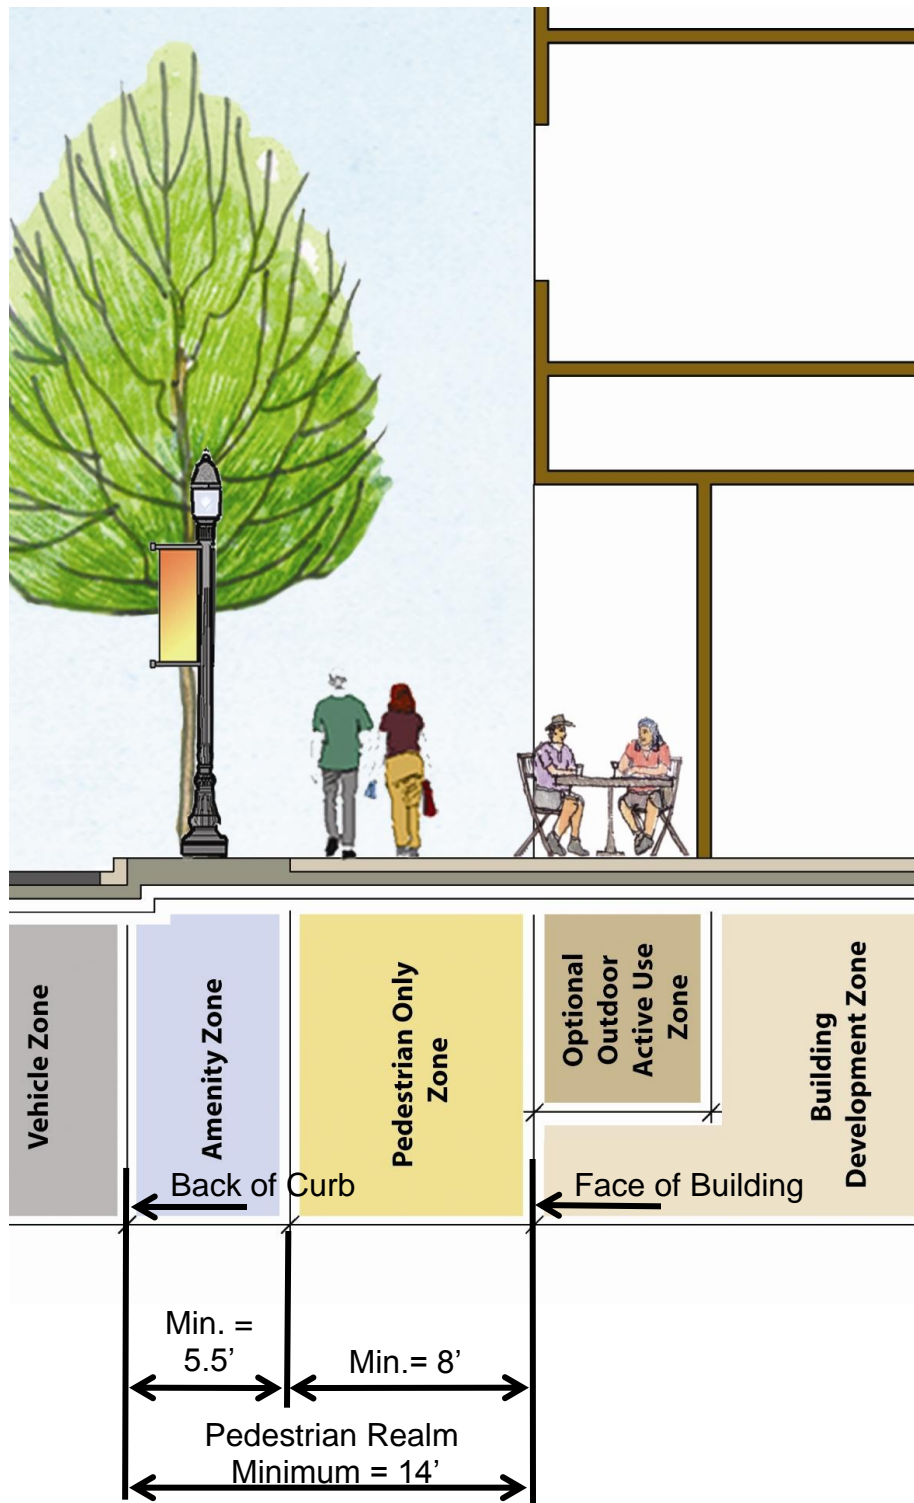 Vehicle Zone
Amenity Zone
Pedestrian Only
Zone
Optional
Outdoor
Active Use
Zone
Building
Development Zone
Back of Curb
Face of Building
Min. =
5.5’
Min.= 8’
Pedestrian Realm
Minimum = 14’